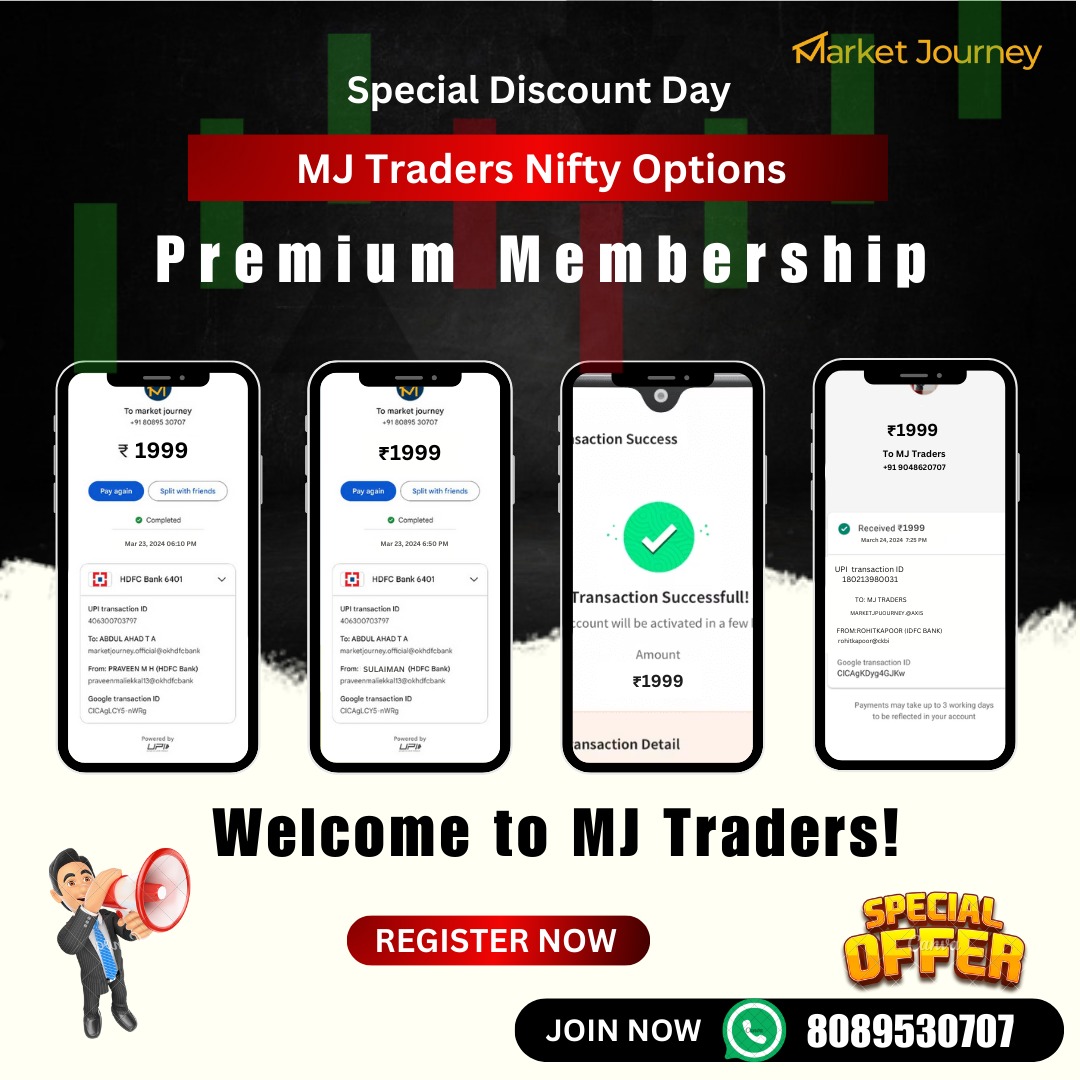 Market Journey
Special Discount Day
MJ Traders Nifty Options
Premium Membership
To market journey
+91 80895 30707
₹ 1999
Pay again
Split with friends
Completed
Mar 23, 2024 06:10 PM
HDFC Bank 6401
UPI transaction ID
406300703797
To: ABDUL AHAD T A
marketjourney.official@okhdfcbank
From: PRAVEEN M H (HDFC Bank)
praveenmaliekkal13@okhdfcbank
Google transaction ID
CICAgLCY5-nWRg
Powered by
UPI
To market journey
+91 80895 30707
₹1999
Pay again
Split with friends
Completed
Mar 23, 2024 6:50 PM
HDFC Bank 6401
UPI transaction ID
406300703797
To: ABDUL AHAD T A
marketjourney.official@okhdfcbank
From: SULAIMAN (HDFC Bank)
praveenmaliekkal13@okhdfcbank
Google transaction ID
CICAgLCY5-nWRg
Powered by
UPI
nsaction Success
Transaction Successfull!
ccount will be activated in a few
Amount
₹1999
ansaction Detail
₹1999
To MJ Traders
+91 9048620707
Received ₹1999
March 24, 2024 7:25 PM
UPI transaction ID
180213980031
TO: MJ TRADERS
MARKETJPUOURNEY.@AXIS
FROM:ROHITKAPOOR (IDFC BANK)
rohitkapoor@ckbi
Google transaction ID
CICAgKDyg4GJKw
Payments may take up to 3 working days
to be reflected in your account
Welcome to MJ Traders!
REGISTER NOW
SPECIAL
OFFER
JOIN NOW
8089530707